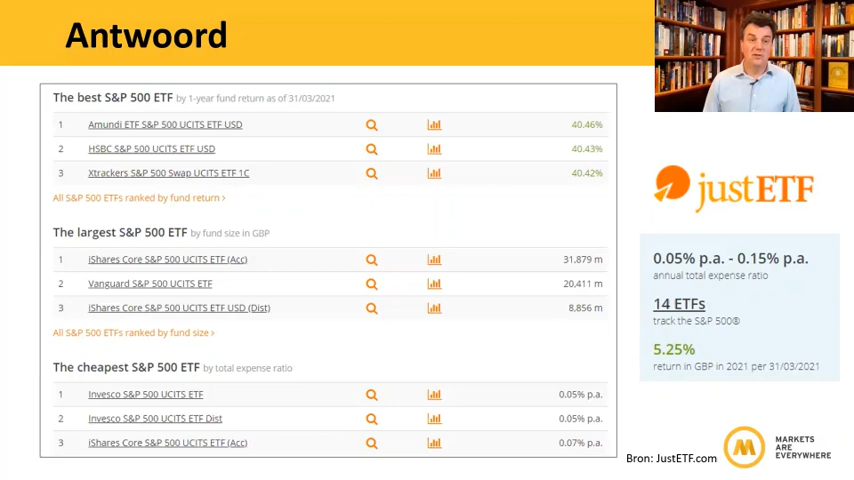 Antwoord
The best S&P 500 ETF by 1-year fund return as of 31/03/2021
1 Amundi ETF S&P 500 UCITS ETF USD 40.46%
2 HSBC S&P 500 UCITS ETF USD 40.43%
3 Xtrackers S&P 500 Swap UCITS ETF 1C 40.42%
All S&P 500 ETFs ranked by fund return >
The largest S&P 500 ETF by fund size in GBP
1 iShares Core S&P 500 UCITS ETF (Acc) 31,879 m
2 Vanguard S&P 500 UCITS ETF 20,411 m
3 iShares Core S&P 500 UCITS ETF USD (Dist) 8,856 m
All S&P 500 ETFs ranked by fund size >
The cheapest S&P 500 ETF by total expense ratio
1 Invesco S&P 500 UCITS ETF 0.05% p.a.
2 Invesco S&P 500 UCITS ETF Dist 0.05% p.a.
3 iShares Core S&P 500 UCITS ETF (Acc) 0.07% p.a.
justETF
0.05% p.a. - 0.15% p.a.
annual total expense ratio
14 ETFs
track the S&P 500®
5.25%
return in GBP in 2021 per 31/03/2021
Bron: JustETF.com
M
MARKETS
ARE
EVERYWHERE